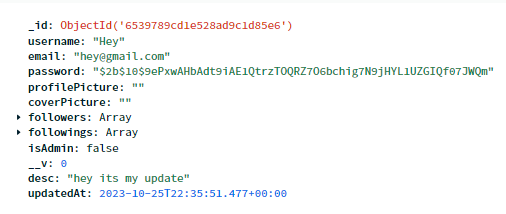 _id: ObjectId('6539789cd1e528ad9c1d85e6')
username: "Hey"
email: "hey@gmail.com"
password: "$2b$10$9ePxwAHbAdt9iAE1QtrzTOQRZ7O6bchig7N9jHYL1UZGIQf07JWQm"
profilePicture: ""
coverPicture: ""
followers: Array
followings: Array
isAdmin: false
__v: 0
desc: "hey its my update"
updatedAt: 2023-10-25T22:35:51.477+00:00